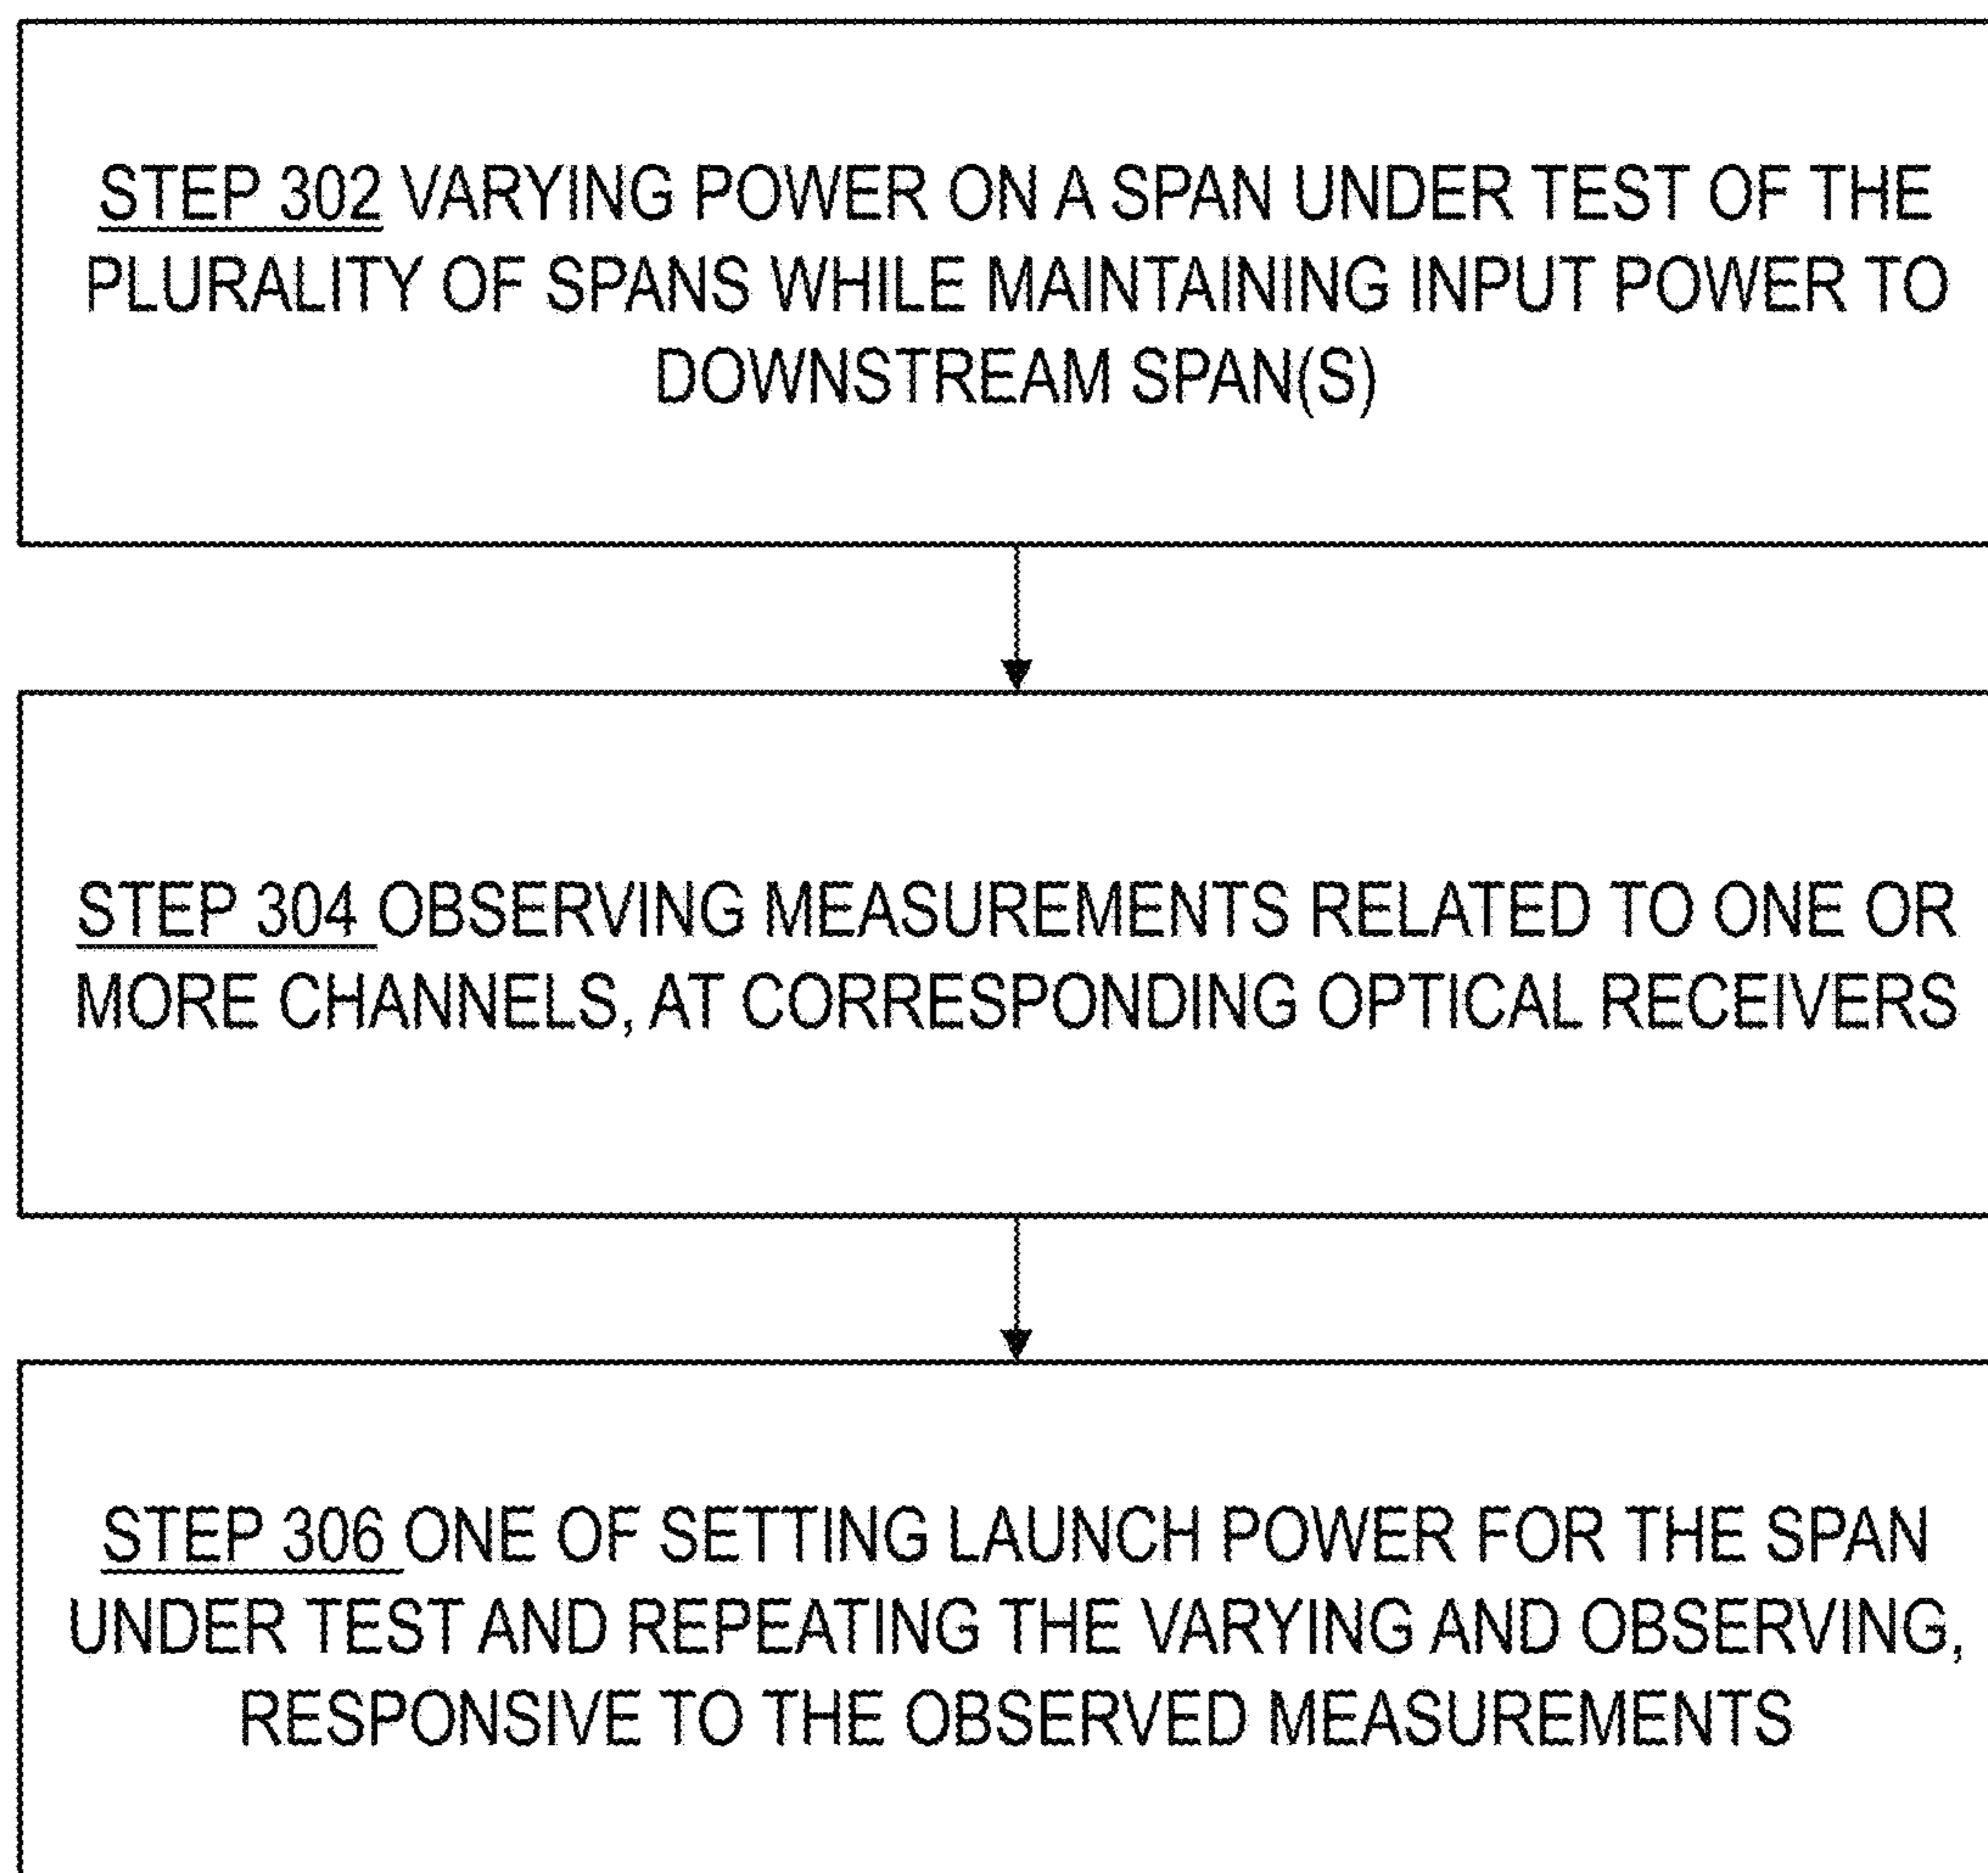 STEP 302 VARYING POWER ON A SPAN UNDER TEST OF THE
PLURALITY OF SPANS WHILE MAINTAINING INPUT POWER TO
DOWNSTREAM SPAN(S)
STEP 304 OBSERVING MEASUREMENTS RELATED TO ONE OR
MORE CHANNELS, AT CORRESPONDING OPTICAL RECEIVERS
STEP 306 ONE OF SETTING LAUNCH POWER FOR THE SPAN
UNDER TEST AND REPEATING THE VARYING AND OBSERVING,
RESPONSIVE TO THE OBSERVED MEASUREMENTS